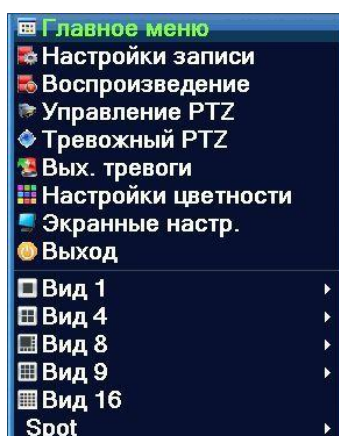 Главное меню
Настройки записи
Воспроизведение
Управление PTZ
Тревожный PTZ
Вых. тревоги
Настройки цветности
Экранные настр.
Выход
Вид 1
Вид 4
Вид 8
Вид 9
Вид 16
Spot